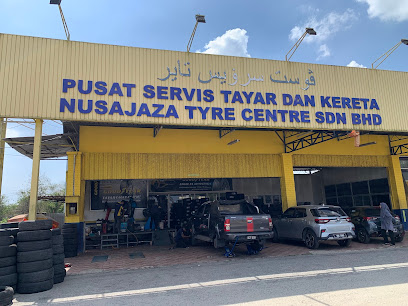 ڤوست سرۏيس تاير
PUSAT SERVIS TAYAR DAN KERETA
NUSAJAZA TYRE CENTRE SDN BHD